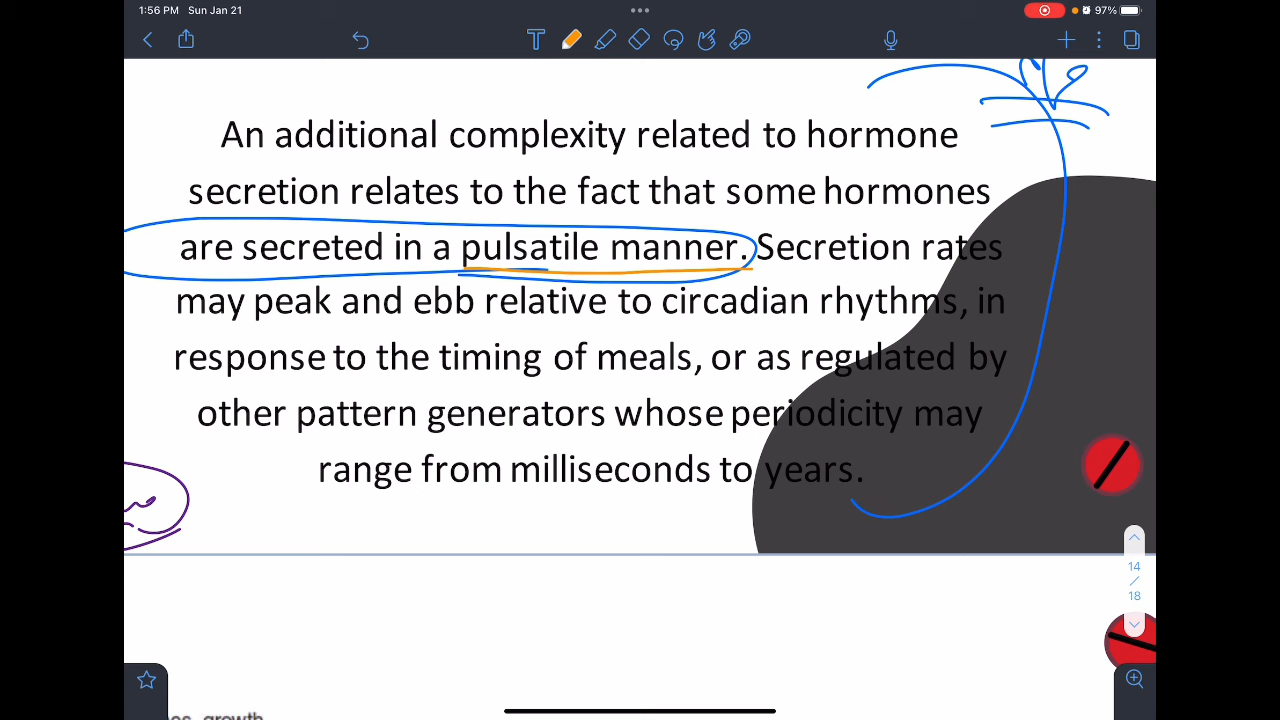 1:56 PM Sun Jan 21
97%
T
An additional complexity related to hormone
secretion relates to the fact that some hormones
are secreted in a pulsatile manner. Secretion rates
may peak and ebb relative to circadian rhythms, in
response to the timing of meals, or as regulated by
other pattern generators whose periodicity may
range from milliseconds to years.
14
/
18
growth